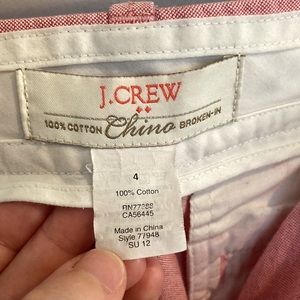 J.CREW
100% COTTON Chino BROKEN-IN
4
100% Cotton
RN77388
CA56445
Made in China
Style 77948
SU 12